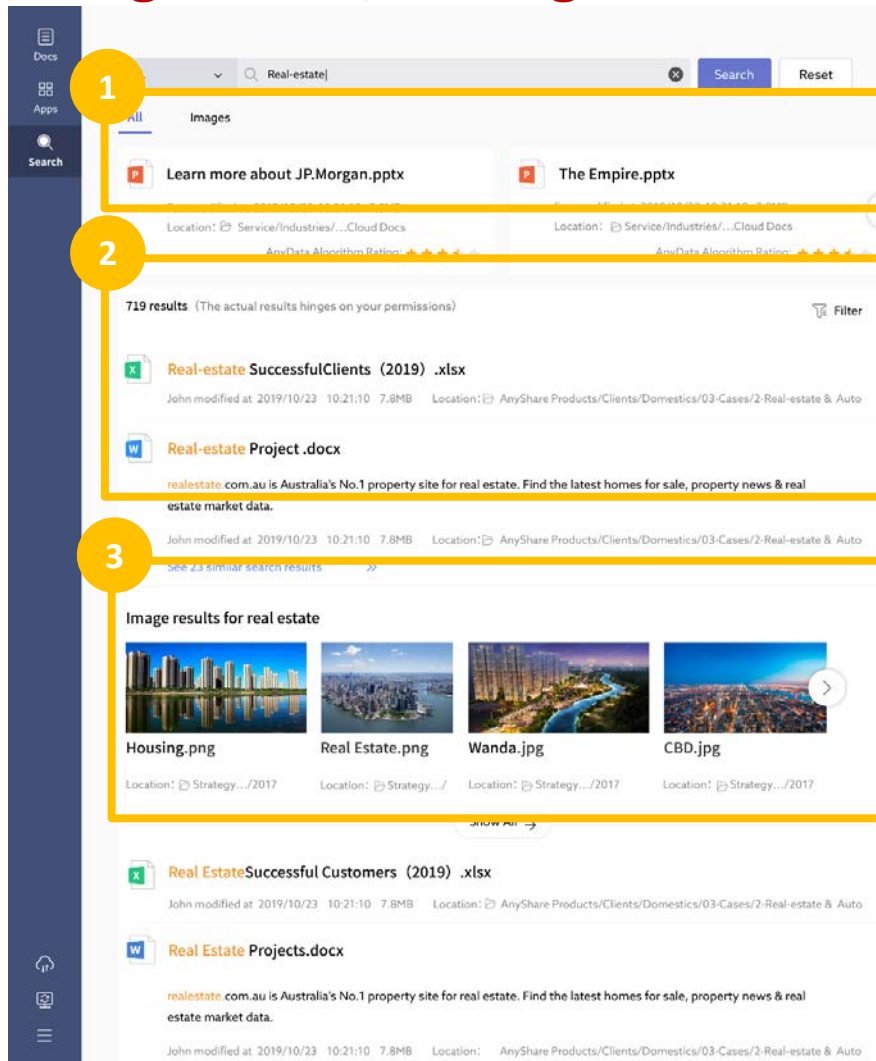 Docs
Apps
Search
Real-estate
Search
Reset
1
All
Images
Learn more about JP.Morgan.pptx
The Empire.pptx
Location: Service/Industries/...Cloud Docs
Location: Service/Industries/...Cloud Docs
2
AnyData Algorithm Rating:
AnyData Algorithm Rating:
719 results (The actual results hinges on your permissions)
Filter
Real-estate SuccessfulClients (2019) .xlsx
John modified at 2019/10/23 10:21:10 7.8MB Location: AnyShare Products/Clients/Domestics/03-Cases/2-Real-estate & Auto
Real-estate Project .docx
realestate.com.au is Australia's No.1 property site for real estate. Find the latest homes for sale, property news & real
estate market data.
John modified at 2019/10/23 10:21:10 7.8MB Location: AnyShare Products/Clients/Domestics/03-Cases/2-Real-estate & Auto
3
See 23 similar search results
Image results for real estate
Housing.png
Real Estate.png
Wanda.jpg
CBD.jpg
Location: Strategy.../2017
Location: Strategy.../
Location: Strategy.../2017
Location: Strategy.../2017
Show All →
Real EstateSuccessful Customers (2019) .xlsx
John modified at 2019/10/23 10:21:10 7.8MB Location: AnyShare Products/Clients/Domestics/03-Cases/2-Real-estate & Auto
Real Estate Projects.docx
realestate.com.au is Australia's No.1 property site for real estate. Find the latest homes for sale, property news & real
estate market data.
John modified at 2019/10/23 10:21:10 7.8MB Location: AnyShare Products/Clients/Domestics/03-Cases/2-Real-estate & Auto